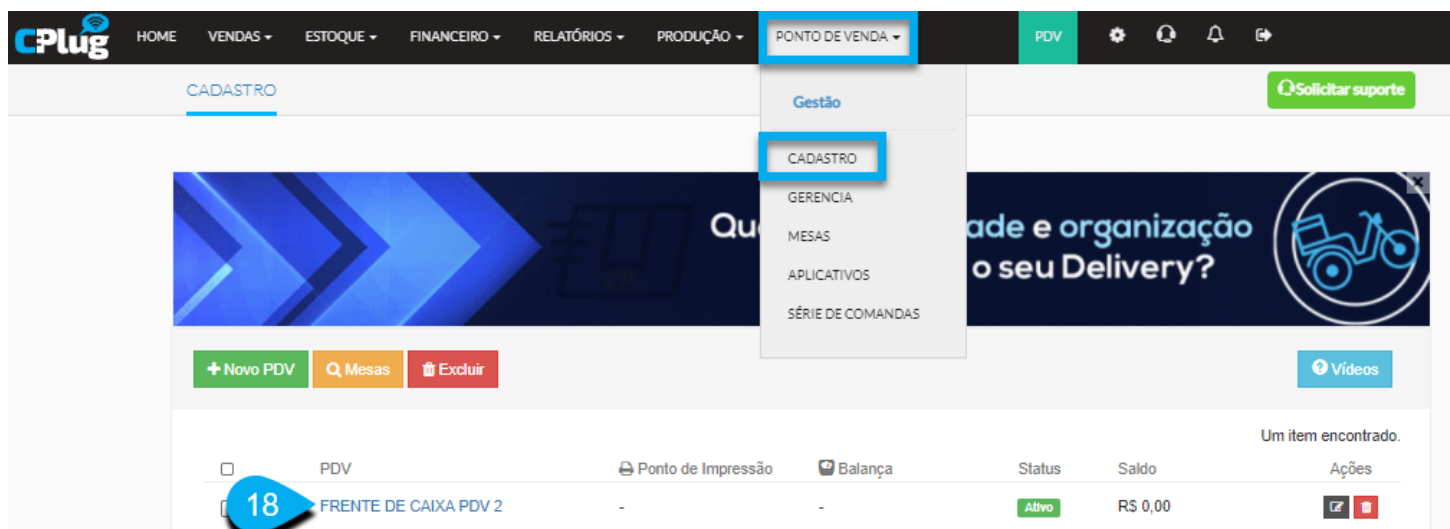 CPlug HOME VENDAS ESTOQUE FINANCEIRO RELATÓRIOS PRODUÇÃO PONTO DE VENDA PDV
CADASTRO
Solicitar suporte
Gestão
CADASTRO
GERENCIA
MESAS
APLICATIVOS
SÉRIE DE COMANDAS
e organização
o seu Delivery?
+ Novo PDV Mesas Excluir Vídeos
Um item encontrado.
PDV Ponto de Impressão Balança Status Saldo Ações
18 FRENTE DE CAIXA PDV 2 - - Ativo R$ 0,00